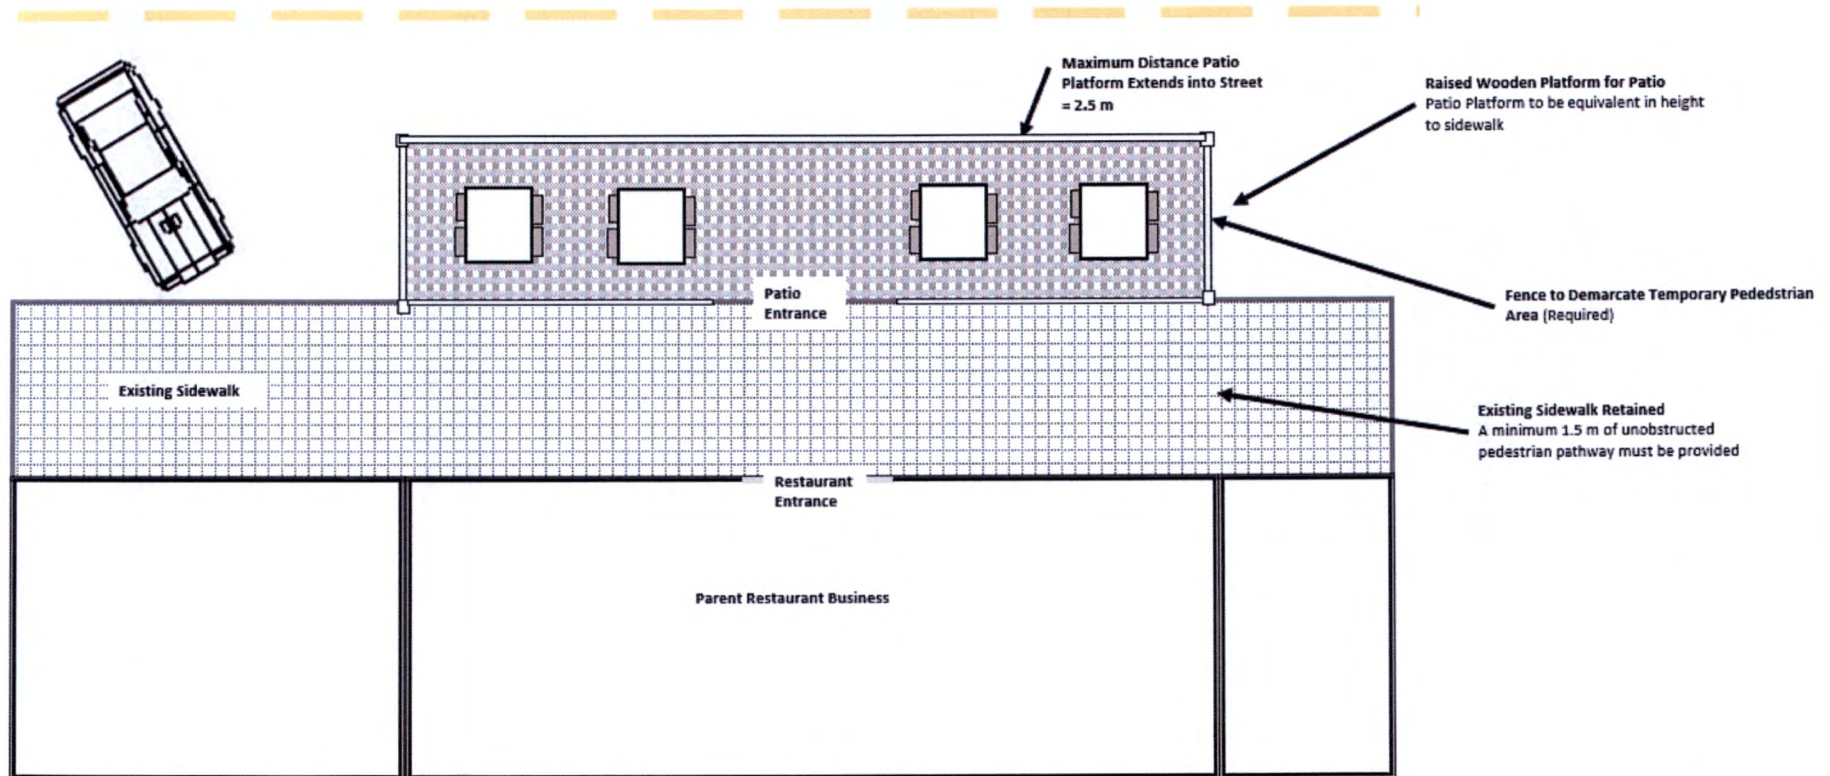 Maximum Distance Patio
Platform Extends into Street
= 2.5 m
Raised Wooden Platform for Patio
Patio Platform to be equivalent in height
to sidewalk
Patio
Entrance
Fence to Demarcate Temporary Pededstrian
Area (Required)
Existing Sidewalk
Existing Sidewalk Retained
A minimum 1.5 m of unobstructed
pedestrian pathway must be provided
Restaurant
Entrance
Parent Restaurant Business